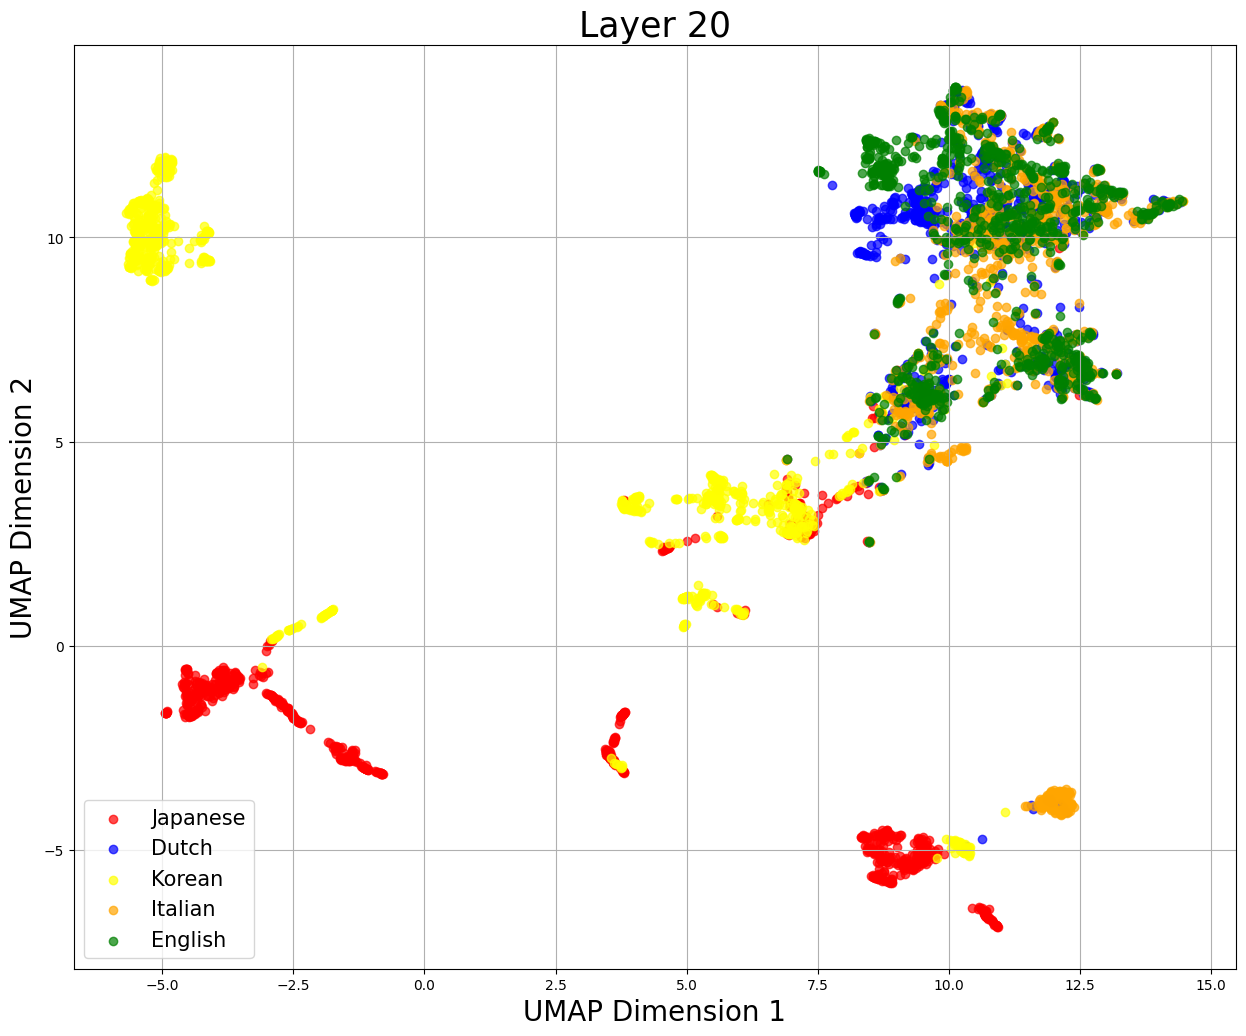 Layer 20
UMAP Dimension 2
10
5
0
−5
Japanese
Dutch
Korean
Italian
English
−5.0 −2.5 0.0 2.5 5.0 7.5 10.0 12.5 15.0
UMAP Dimension 1